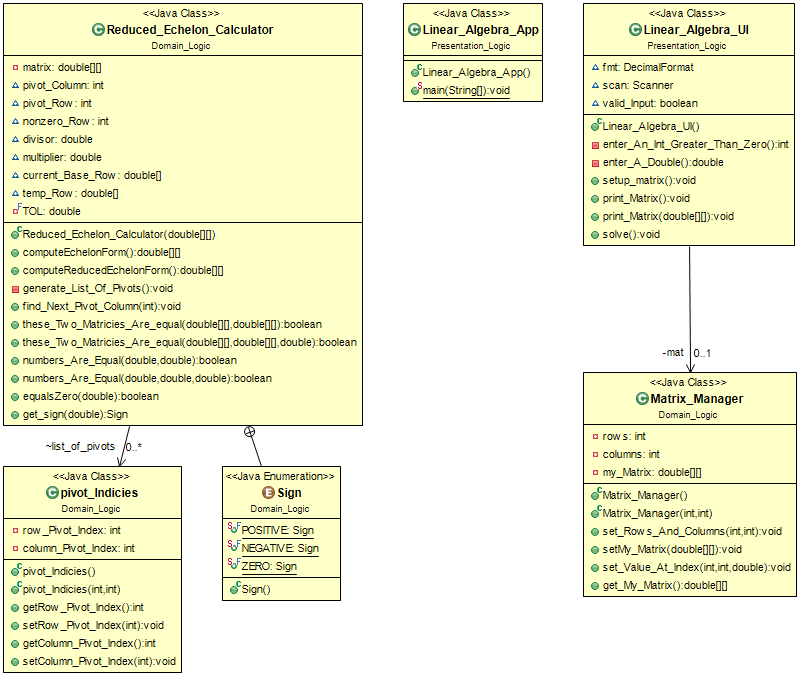 <<Java Class>>
Reduced_Echelon_Calculator
Domain_Logic
matrix: double[][]
pivot_Column: int
pivot_Row: int
nonzero_Row: int
divisor: double
multiplier: double
current_Base_Row: double[]
temp_Row: double[]
F TOL: double
C Reduced_Echelon_Calculator(double[][])
computeEchelonForm():double[][]
computeReducedEchelonForm():double[][]
generate_List_Of_Pivots():void
find_Next_Pivot_Column(int):void
these_Two_Matricies_Are_equal(double[][],double[][]):boolean
these_Two_Matricies_Are_equal(double[][],double[][],double):boolean
numbers_Are_Equal(double,double):boolean
numbers_Are_Equal(double,double,double):boolean
equalsZero(double):boolean
get_sign(double):Sign
<<Java Class>>
C Linear_Algebra_App
Presentation_Logic
C Linear_Algebra_App()
S main(String[]):void
<<Java Class>>
C Linear_Algebra_UI
Presentation_Logic
fmt: DecimalFormat
scan: Scanner
valid_Input: boolean
C Linear_Algebra_UI()
enter_An_Int_Greater_Than_Zero():int
enter_A_Double():double
setup_matrix():void
print_Matrix():void
print_Matrix(double[][]):void
solve():void
-mat 0..1
~list_of_pivots 0..*
<<Java Class>>
C pivot_Indicies
Domain_Logic
row_Pivot_Index: int
column_Pivot_Index: int
C pivot_Indicies()
C pivot_Indicies(int,int)
getRow_Pivot_Index():int
setRow_Pivot_Index(int):void
getColumn_Pivot_Index():int
setColumn_Pivot_Index(int):void
<<Java Enumeration>>
E Sign
Domain_Logic
S F POSITIVE: Sign
S F NEGATIVE: Sign
S F ZERO: Sign
C Sign()
<<Java Class>>
C Matrix_Manager
Domain_Logic
rows: int
columns: int
my_Matrix: double[][]
C Matrix_Manager()
C Matrix_Manager(int,int)
set_Rows_And_Columns(int,int):void
setMy_Matrix(double[][]):void
set_Value_At_Index(int,int,double):void
get_My_Matrix():double[][]